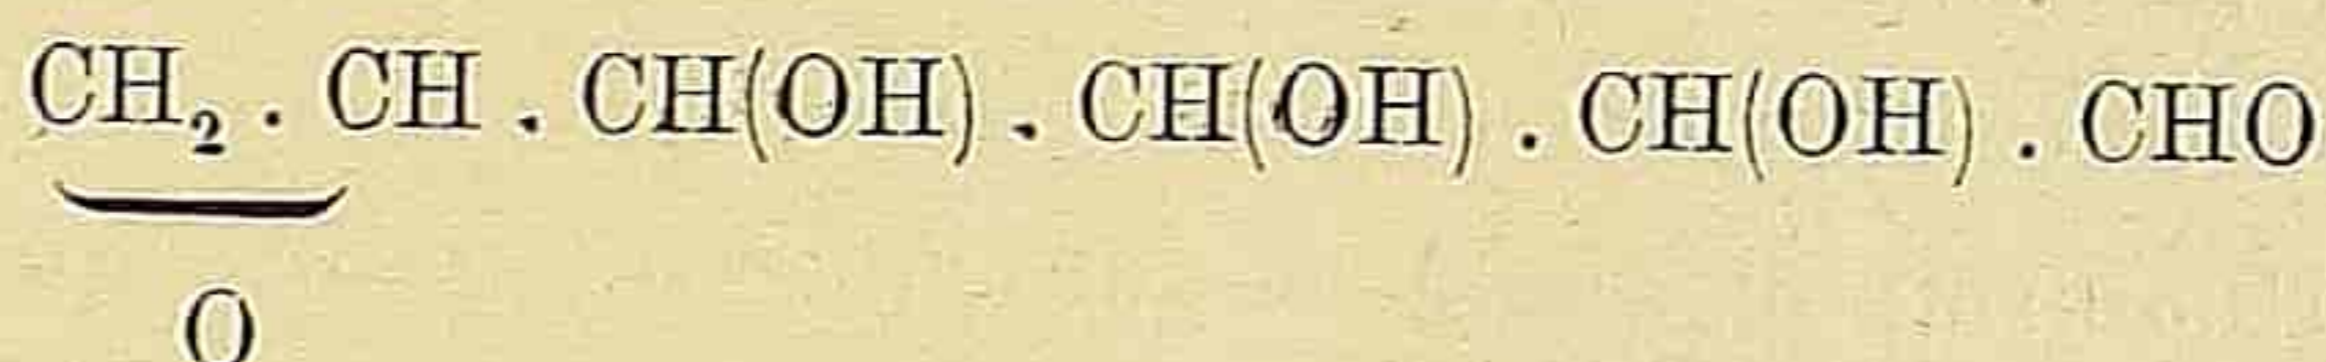 CH₂ . CH . CH(OH) . CH(OH) . CH(OH) . CHO
O